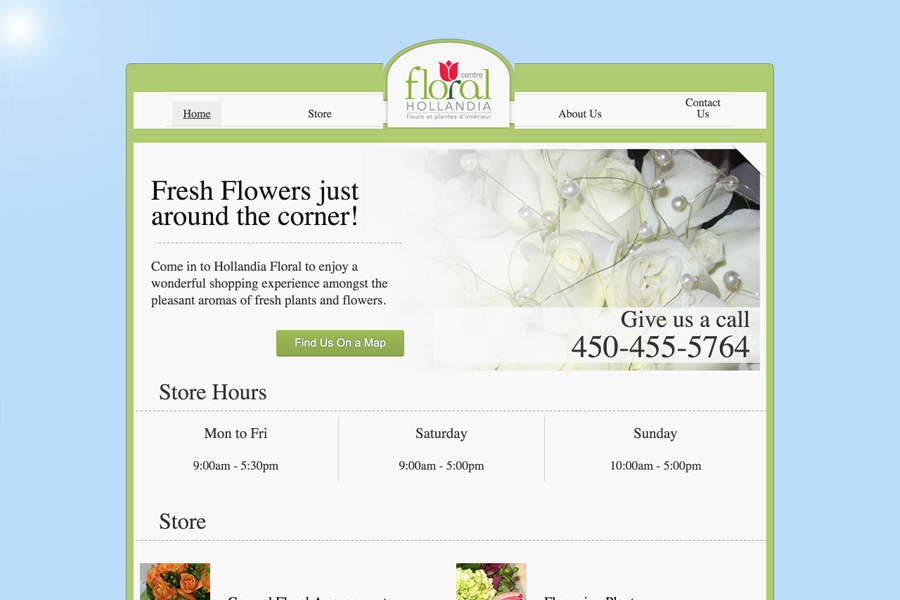 Home
Store
centre
floral
HOLLANDIA
fleurs et plantes d'intérieur
About Us
Contact
Us
Fresh Flowers just
around the corner!
Come in to Hollandia Floral to enjoy a
wonderful shopping experience amongst the
pleasant aromas of fresh plants and flowers.
Find Us On a Map
Give us a call
450-455-5764
Store Hours
Mon to Fri
Saturday
Sunday
9:00am - 5:30pm
9:00am - 5:00pm
10:00am - 5:00pm
Store